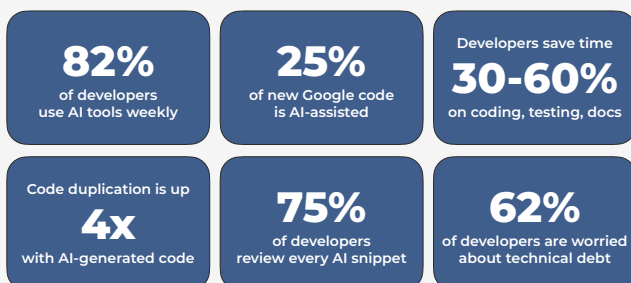 82%
of developers
use AI tools weekly
25%
of new Google code
is AI-assisted
Developers save time
30-60%
on coding, testing, docs
Code duplication is up
4x
with AI-generated code
75%
of developers
review every AI snippet
62%
of developers are worried
about technical debt